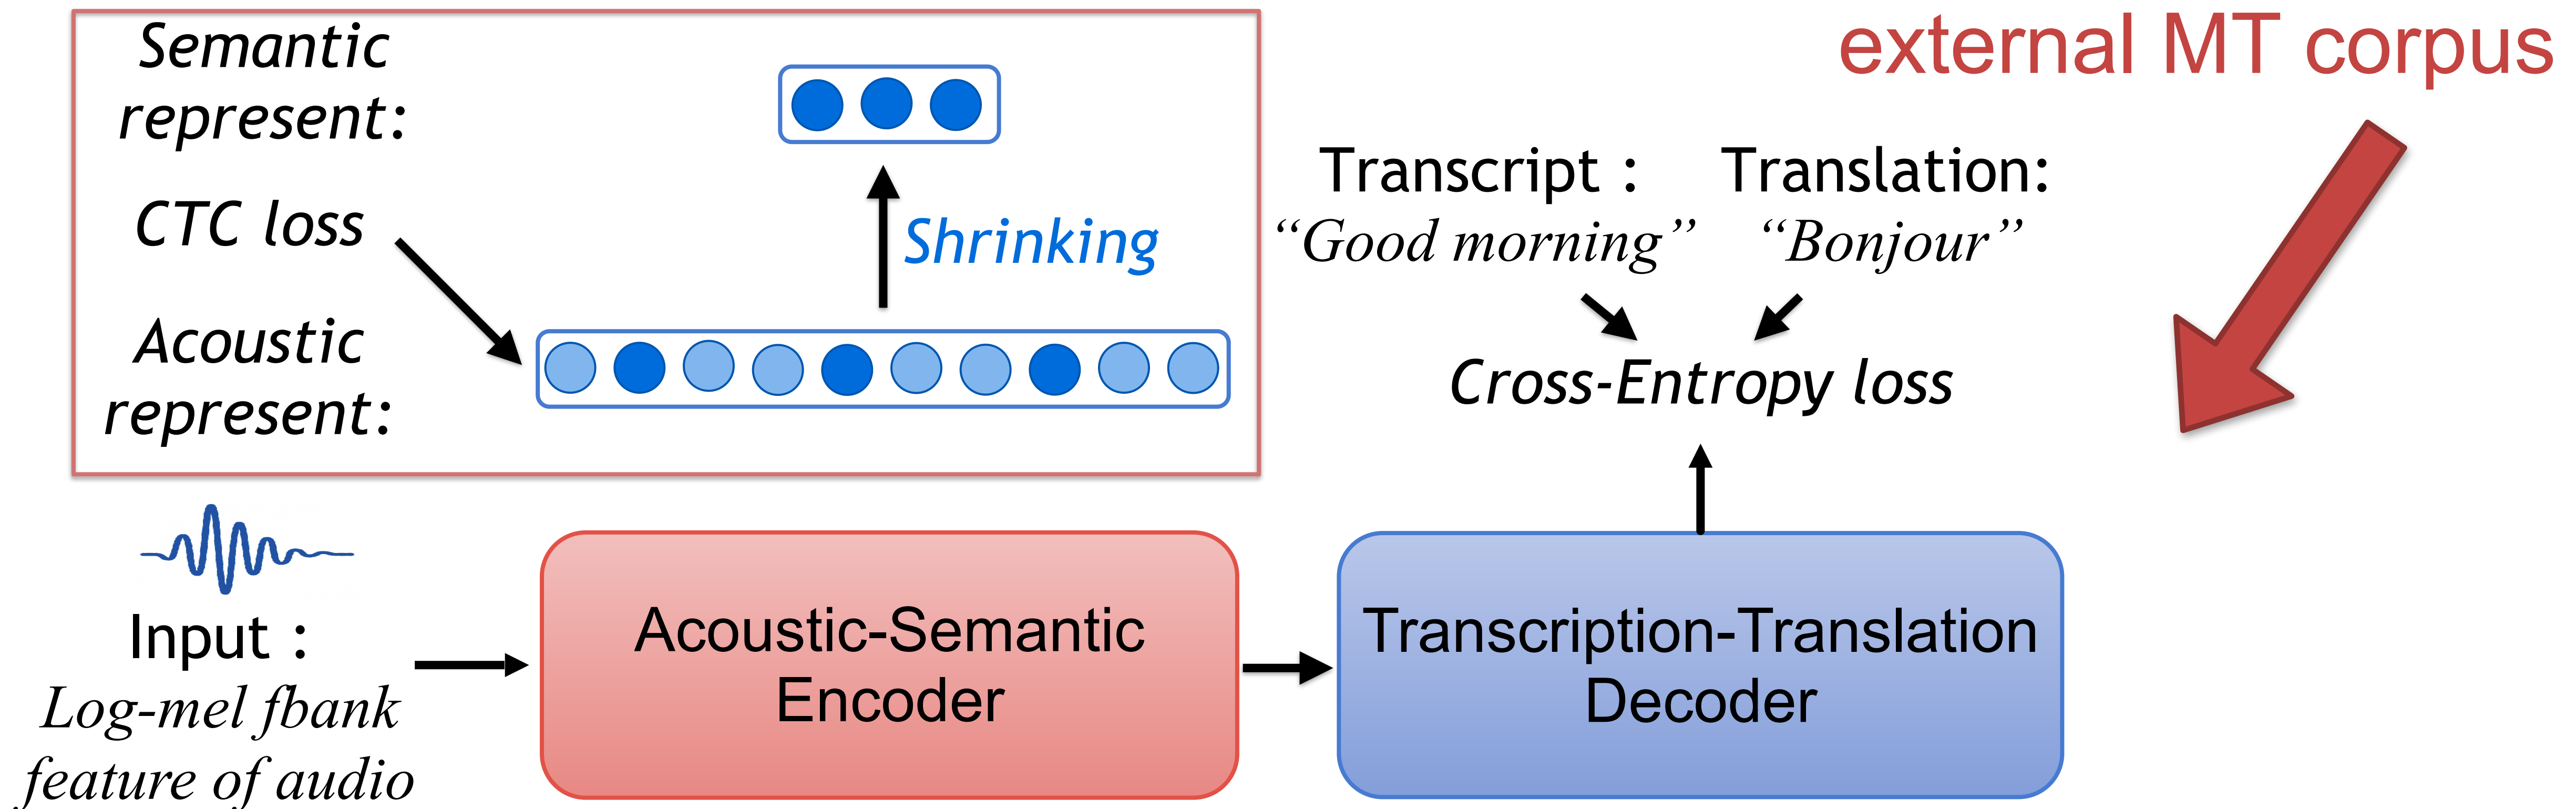 Semantic
represent:
CTC loss
Shrinking
Acoustic
represent:
external MT corpus
Transcript :
“Good morning”
Translation:
“Bonjour”
Cross-Entropy loss
Input :
Log-mel fbank
feature of audio
Acoustic-Semantic
Encoder
Transcription-Translation
Decoder